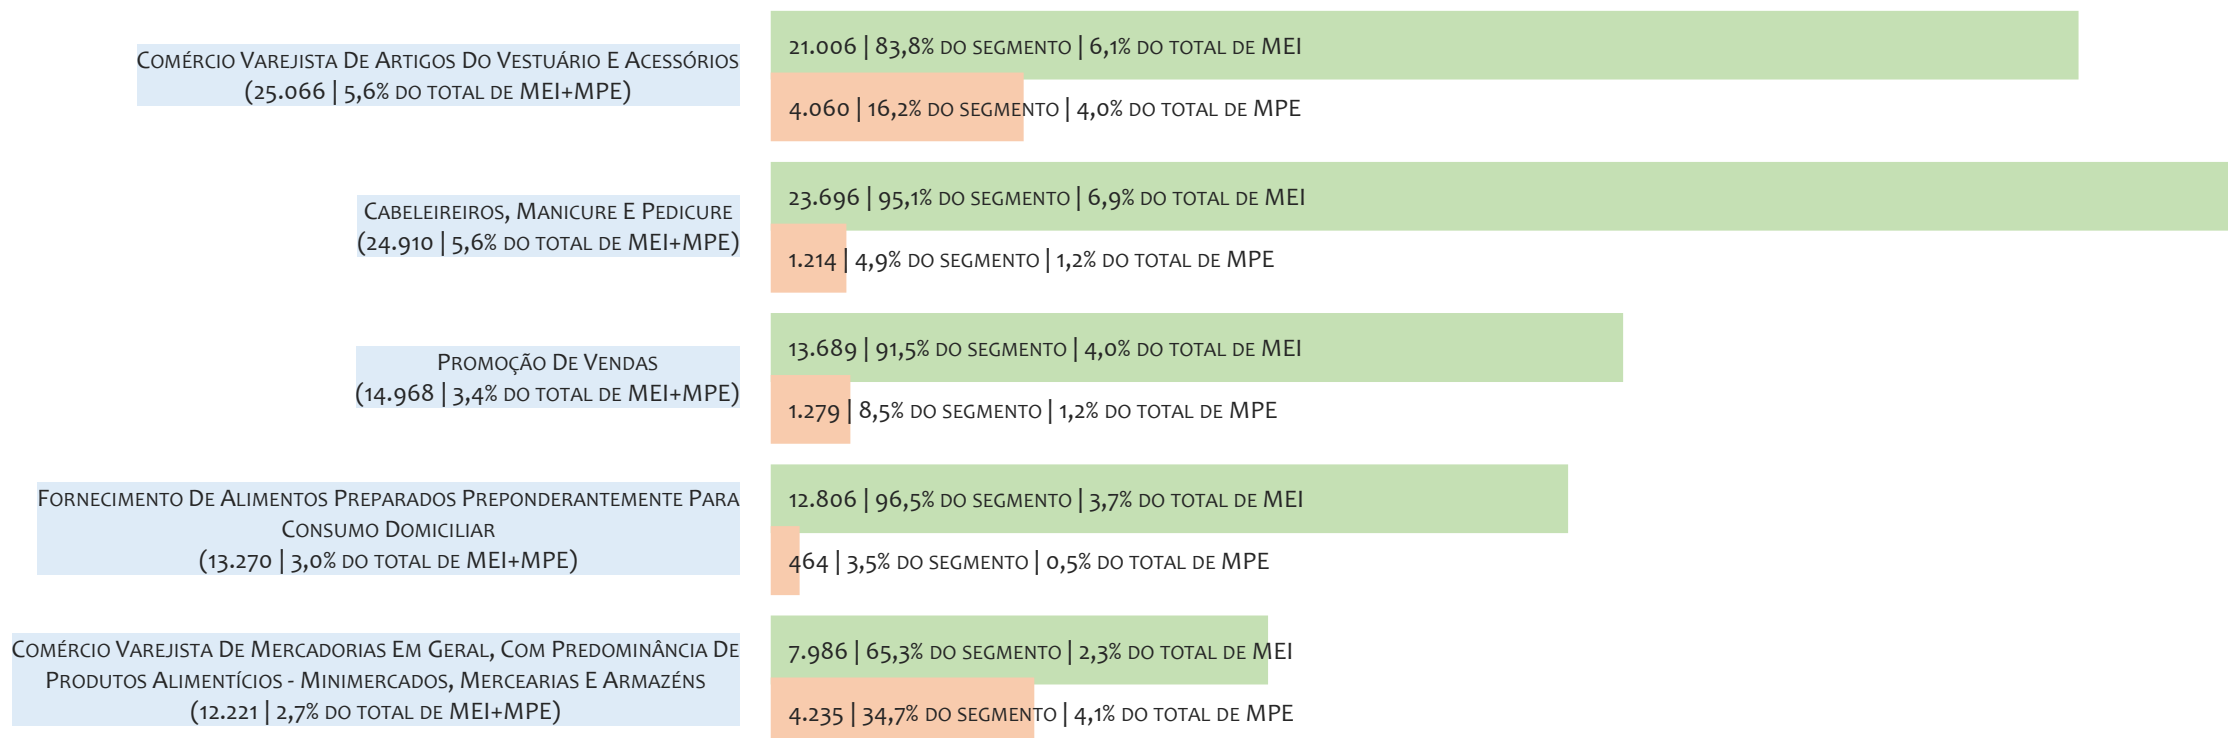 Comércio Varejista De Artigos Do Vestuário E Acessórios
(25.066 | 5,6% do total de MEI+MPE)
21.006 | 83,8% do segmento | 6,1% do total de MEI
4.060 | 16,2% do segmento | 4,0% do total de MPE
Cabeleireiros, Manicure E Pedicure
(24.910 | 5,6% do total de MEI+MPE)
23.696 | 95,1% do segmento | 6,9% do total de MEI
1.214 | 4,9% do segmento | 1,2% do total de MPE
Promoção De Vendas
(14.968 | 3,4% do total de MEI+MPE)
13.689 | 91,5% do segmento | 4,0% do total de MEI
1.279 | 8,5% do segmento | 1,2% do total de MPE
Fornecimento De Alimentos Preparados Preponderantemente Para
Consumo Domiciliar
(13.270 | 3,0% do total de MEI+MPE)
12.806 | 96,5% do segmento | 3,7% do total de MEI
464 | 3,5% do segmento | 0,5% do total de MPE
Comércio Varejista De Mercadorias Em Geral, Com Predominância De
Produtos Alimentícios - Minimercados, Mercearias E Armazéns
(12.221 | 2,7% do total de MEI+MPE)
7.986 | 65,3% do segmento | 2,3% do total de MEI
4.235 | 34,7% do segmento | 4,1% do total de MPE